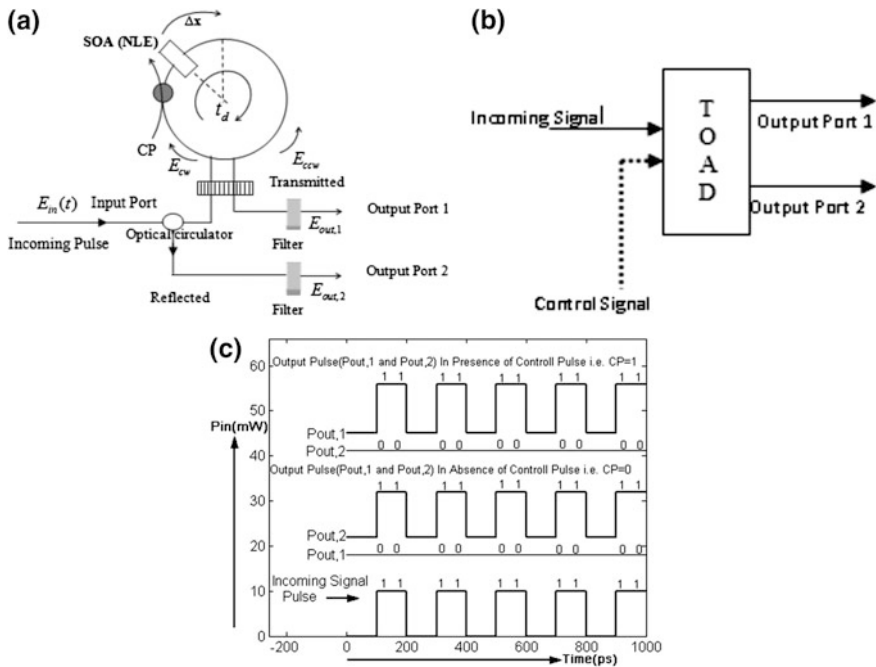 (a)
Δx
SOA (NLE)
t_d
CP
E_cw
E_ccw
Transmitted
E_in(t)
Input Port
Output Port 1
E_out,1
Incoming Pulse
Optical circulator
Filter
Output Port 2
E_out,2
Reflected
Filter
(b)
T
O
A
D
Incoming Signal
Output Port 1
Output Port 2
Control Signal
(c)
Output Pulse(Pout,1 and Pout,2) In Presence of Controll Pulse i.e. CP=1
1 1 1 1 1 1 1 1 1 1
Pout,1
0 0 0 0 0 0 0 0 0 0
Pout,2
Output Pulse(Pout,1 and Pout,2) In Absence of Controll Pulse i.e. CP=0
1 1 1 1 1 1 1 1 1 1
Pout,2
0 0 0 0 0 0 0 0 0 0
Pout,1
Incoming Signal
Pulse
1 1 1 1 1 1 1 1 1 1
Pin(mW)
60
50
40
30
20
10
0
-200 0 200 400 600 800 1000
Time(ps)